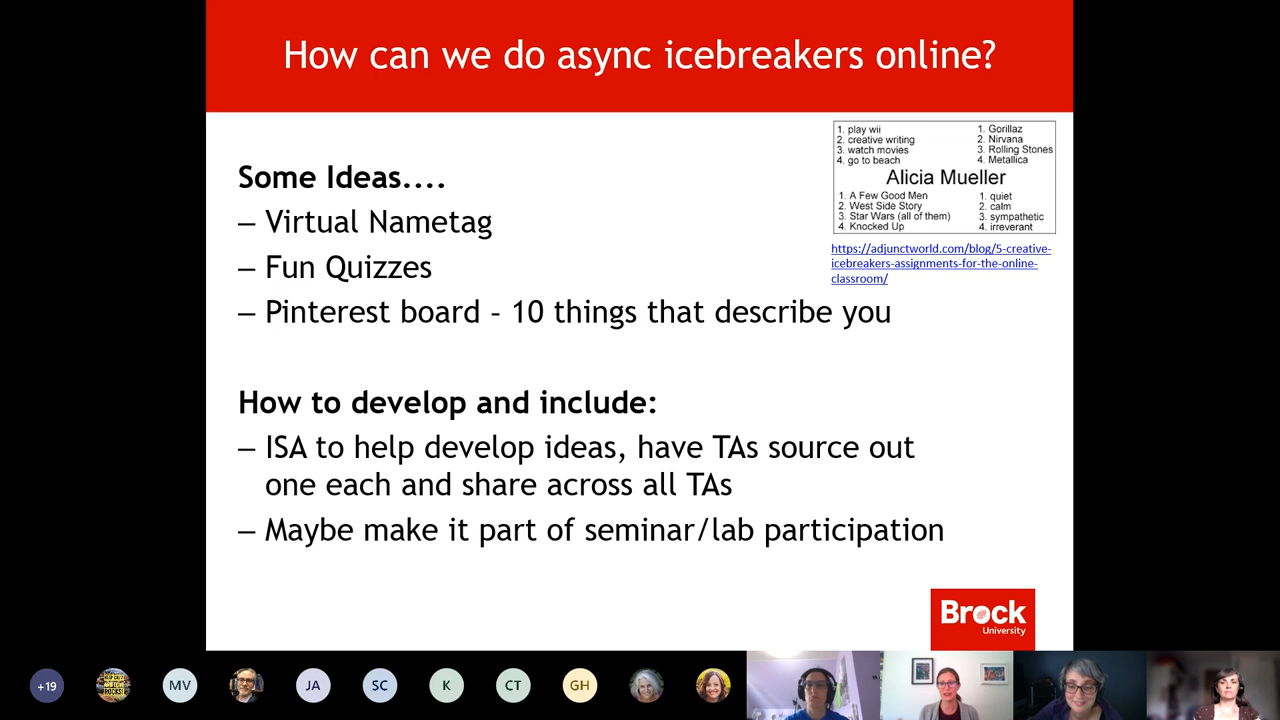 How can we do async icebreakers online?
Some Ideas....
– Virtual Nametag
– Fun Quizzes
– Pinterest board – 10 things that describe you
1. play wii
2. creative writing
3. watch movies
4. go to beach
1. Gorillaz
2. Nirvana
3. Rolling Stones
4. Metallica
Alicia Mueller
1. A Few Good Men
2. West Side Story
3. Star Wars (all of them)
4. Knocked Up
1. quiet
2. calm
3. sympathetic
4. irreverant
https://adjunctworld.com/blog/5-creative-
icebreakers-assignments-for-the-online-
classroom/
How to develop and include:
– ISA to help develop ideas, have TAs source out
one each and share across all TAs
– Maybe make it part of seminar/lab participation
Brock
University
+19
MV
JA
SC
K
CT
GH